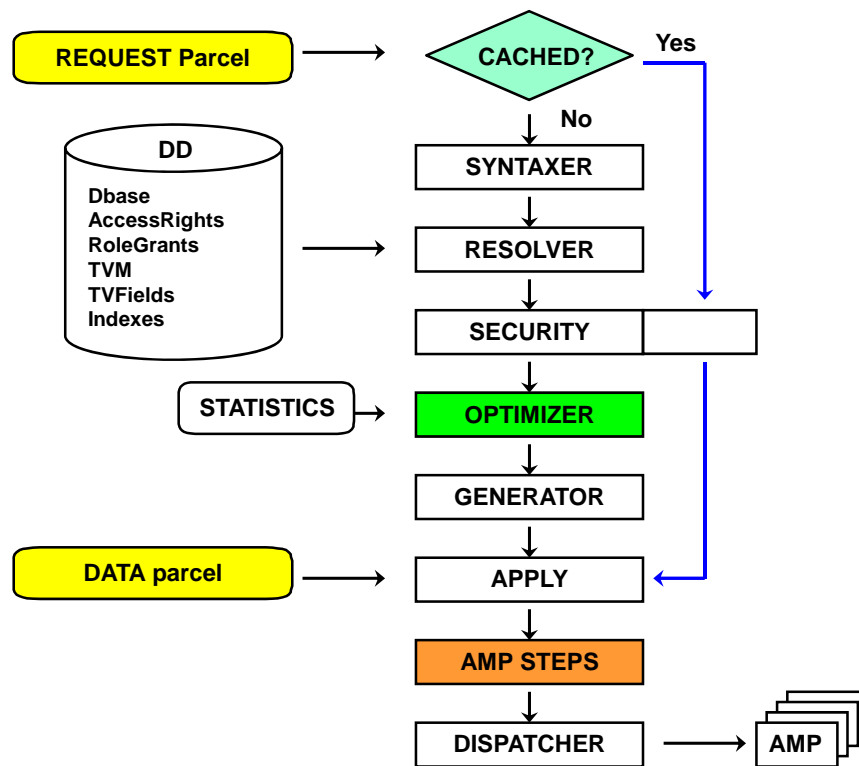 REQUEST Parcel
CACHED?
Yes
No
DD
Dbase
AccessRights
RoleGrants
TVM
TVFields
Indexes
SYNTAXER
RESOLVER
SECURITY
STATISTICS
OPTIMIZER
GENERATOR
DATA parcel
APPLY
AMP STEPS
DISPATCHER
AMP